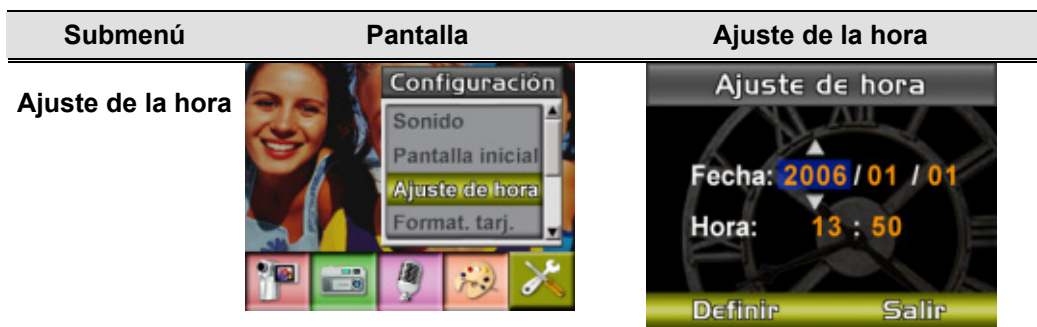 Submenú Pantalla Ajuste de la hora
Ajuste de la hora
Configuración
Sonido
Pantalla inicial
Ajuste de hora
Format. tarj.
Ajuste de hora
Fecha: 2006 / 01 / 01
Hora: 13 : 50
Definir Salir